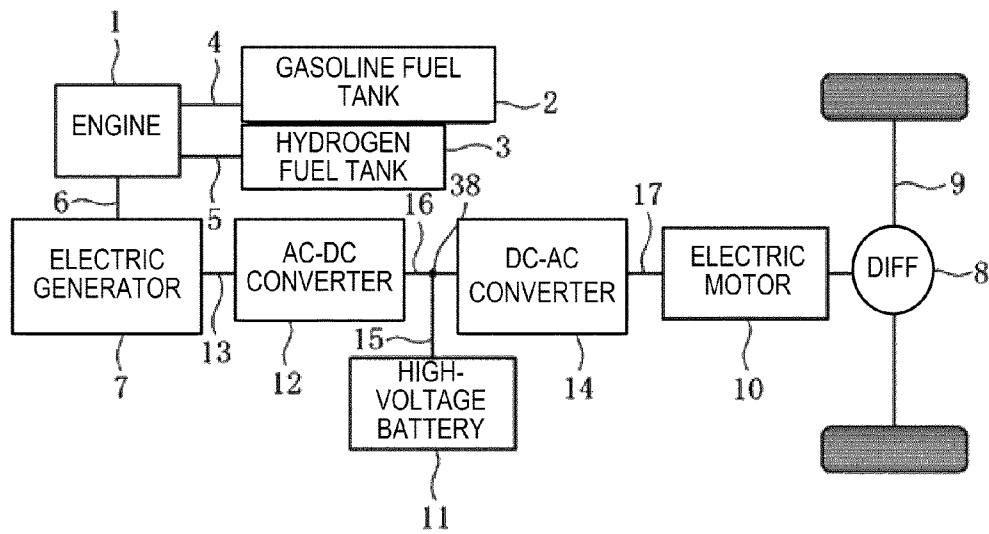 1
4
GASOLINE FUEL
TANK
2
ENGINE
HYDROGEN
FUEL TANK
3
6
5
9
16
38
17
ELECTRIC
GENERATOR
AC-DC
CONVERTER
DC-AC
CONVERTER
ELECTRIC
MOTOR
DIFF
8
7
13
12
15
14
10
HIGH-
VOLTAGE
BATTERY
11